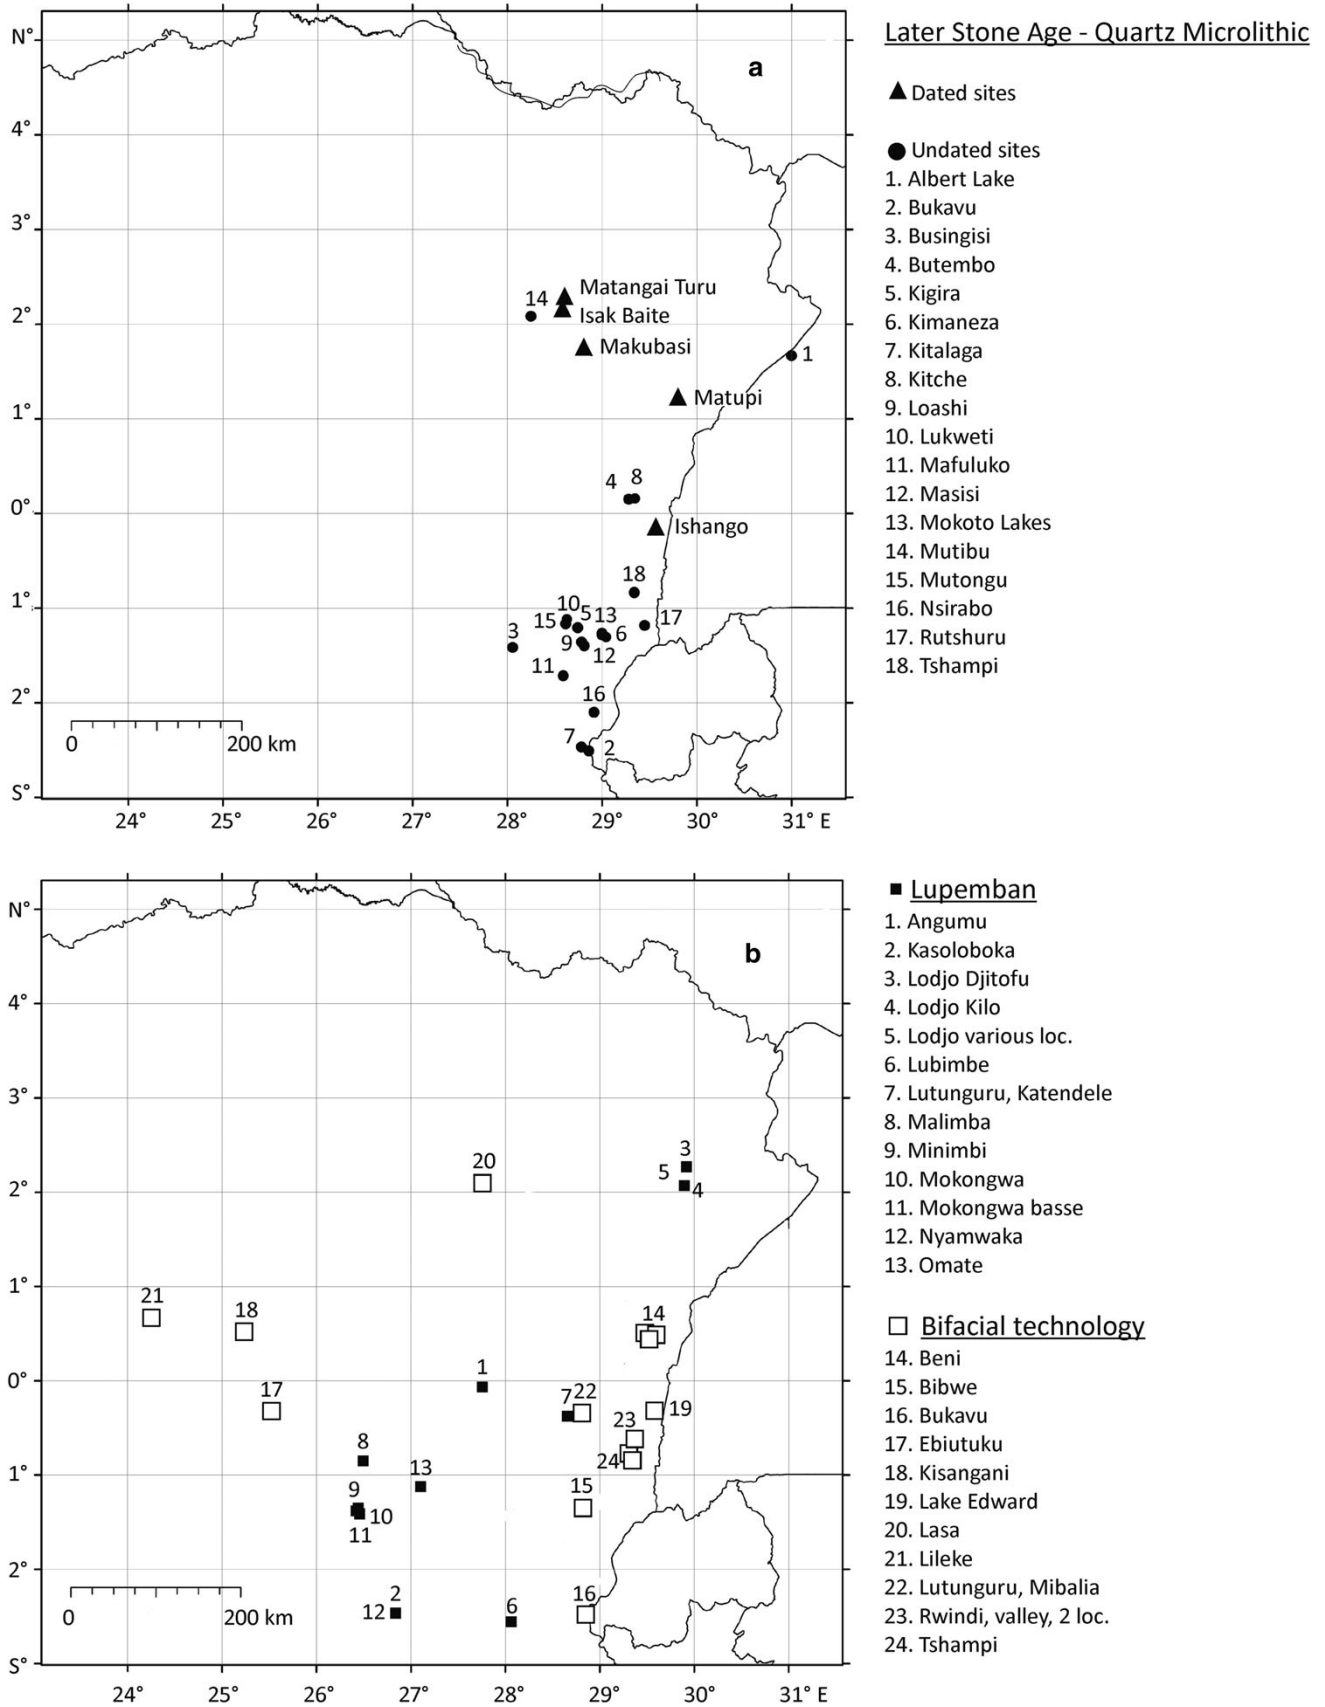 N°
4°
3°
2°
1°
0°
1°
2°
S°
24°
25°
26°
27°
28°
29°
30°
31° E
a
Matangai Turu
14
Isak Baite
Makubasi
1
Matupi
4
8
Ishango
18
10
5
13
15
17
3
6
9
12
11
16
7
2
0
200 km
Later Stone Age - Quartz Microlithic
Dated sites
Undated sites
1. Albert Lake
2. Bukavu
3. Busingisi
4. Butembo
5. Kigira
6. Kimaneza
7. Kitalaga
8. Kitche
9. Loashi
10. Lukweti
11. Mafuluko
12. Masisi
13. Mokoto Lakes
14. Mutibu
15. Mutongu
16. Nsirabo
17. Rutshuru
18. Tshampi
N°
4°
3°
2°
1°
0°
1°
2°
S°
24°
25°
26°
27°
28°
29°
30°
31° E
b
3
20
5
4
21
18
14
1
17
7
22
19
23
8
24
13
9
15
10
11
2
12
6
16
0
200 km
Lupemban
1. Angumu
2. Kasoloboka
3. Lodjo Djitofu
4. Lodjo Kilo
5. Lodjo various loc.
6. Lubimbe
7. Lutunguru, Katendele
8. Malimba
9. Minimbi
10. Mokongwa
11. Mokongwa basse
12. Nyamwaka
13. Omate
Bifacial technology
14. Beni
15. Bibwe
16. Bukavu
17. Ebiutuku
18. Kisangani
19. Lake Edward
20. Lasa
21. Lileke
22. Lutunguru, Mibalia
23. Rwindi, valley, 2 loc.
24. Tshampi